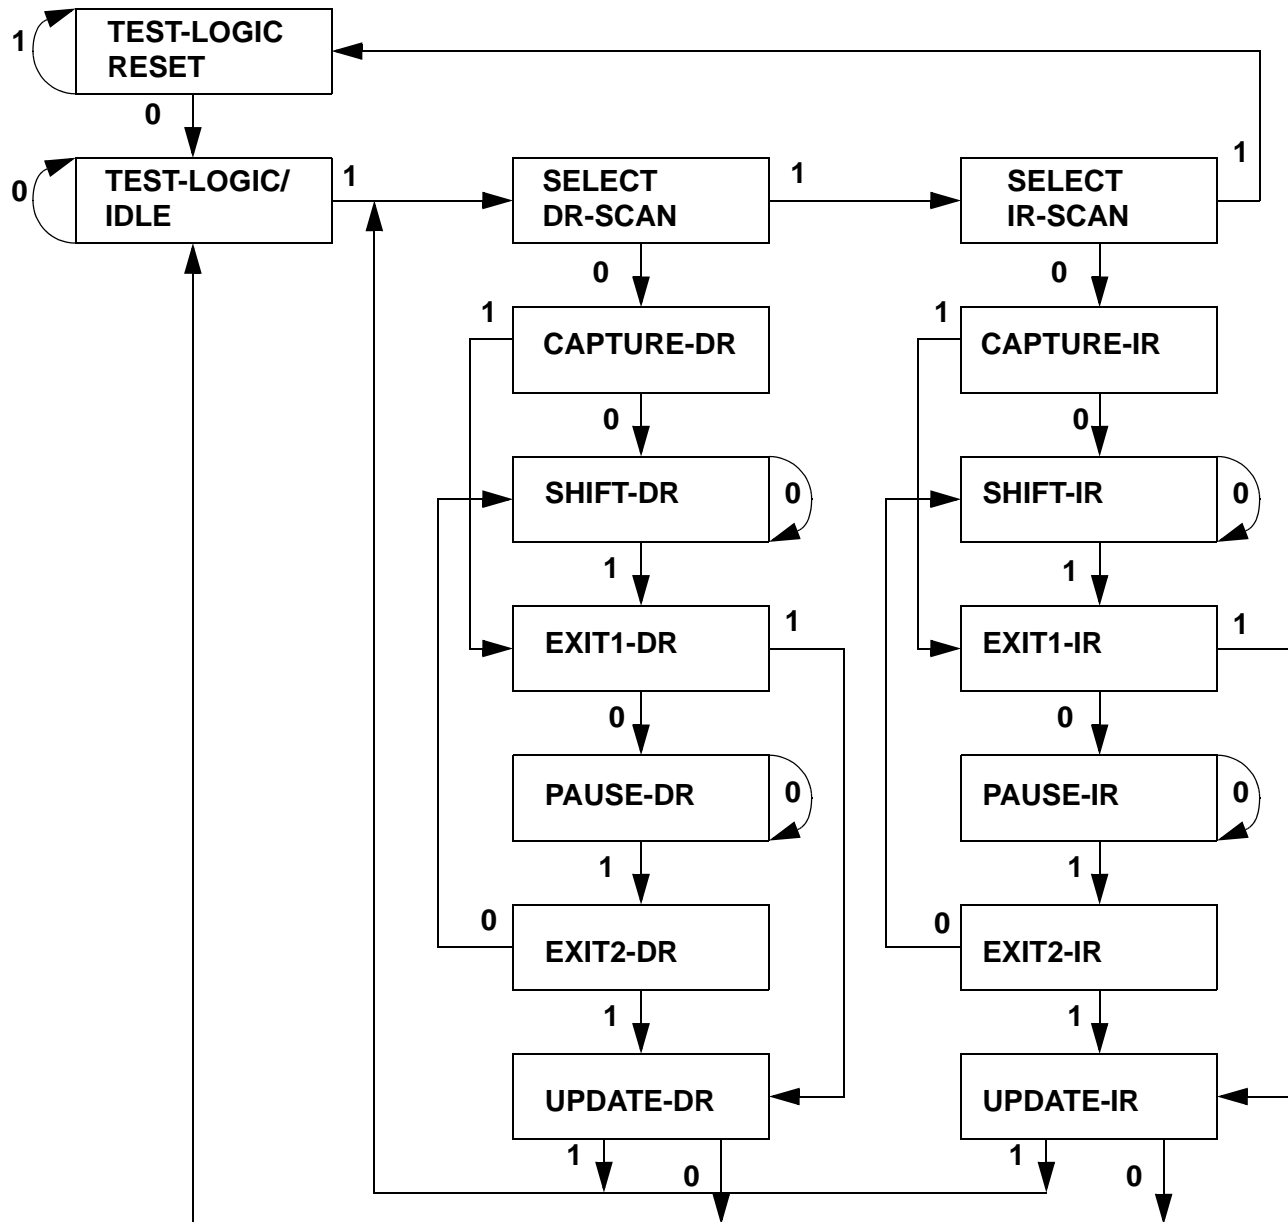 1
TEST-LOGIC
RESET
0
0
TEST-LOGIC/
IDLE
1
SELECT
DR-SCAN
1
SELECT
IR-SCAN
1
0
0
1
CAPTURE-DR
1
CAPTURE-IR
0
0
SHIFT-DR
0
SHIFT-IR
0
1
1
EXIT1-DR
1
EXIT1-IR
1
0
0
PAUSE-DR
0
PAUSE-IR
0
1
1
0
EXIT2-DR
0
EXIT2-IR
1
1
UPDATE-DR
UPDATE-IR
1
0
1
0